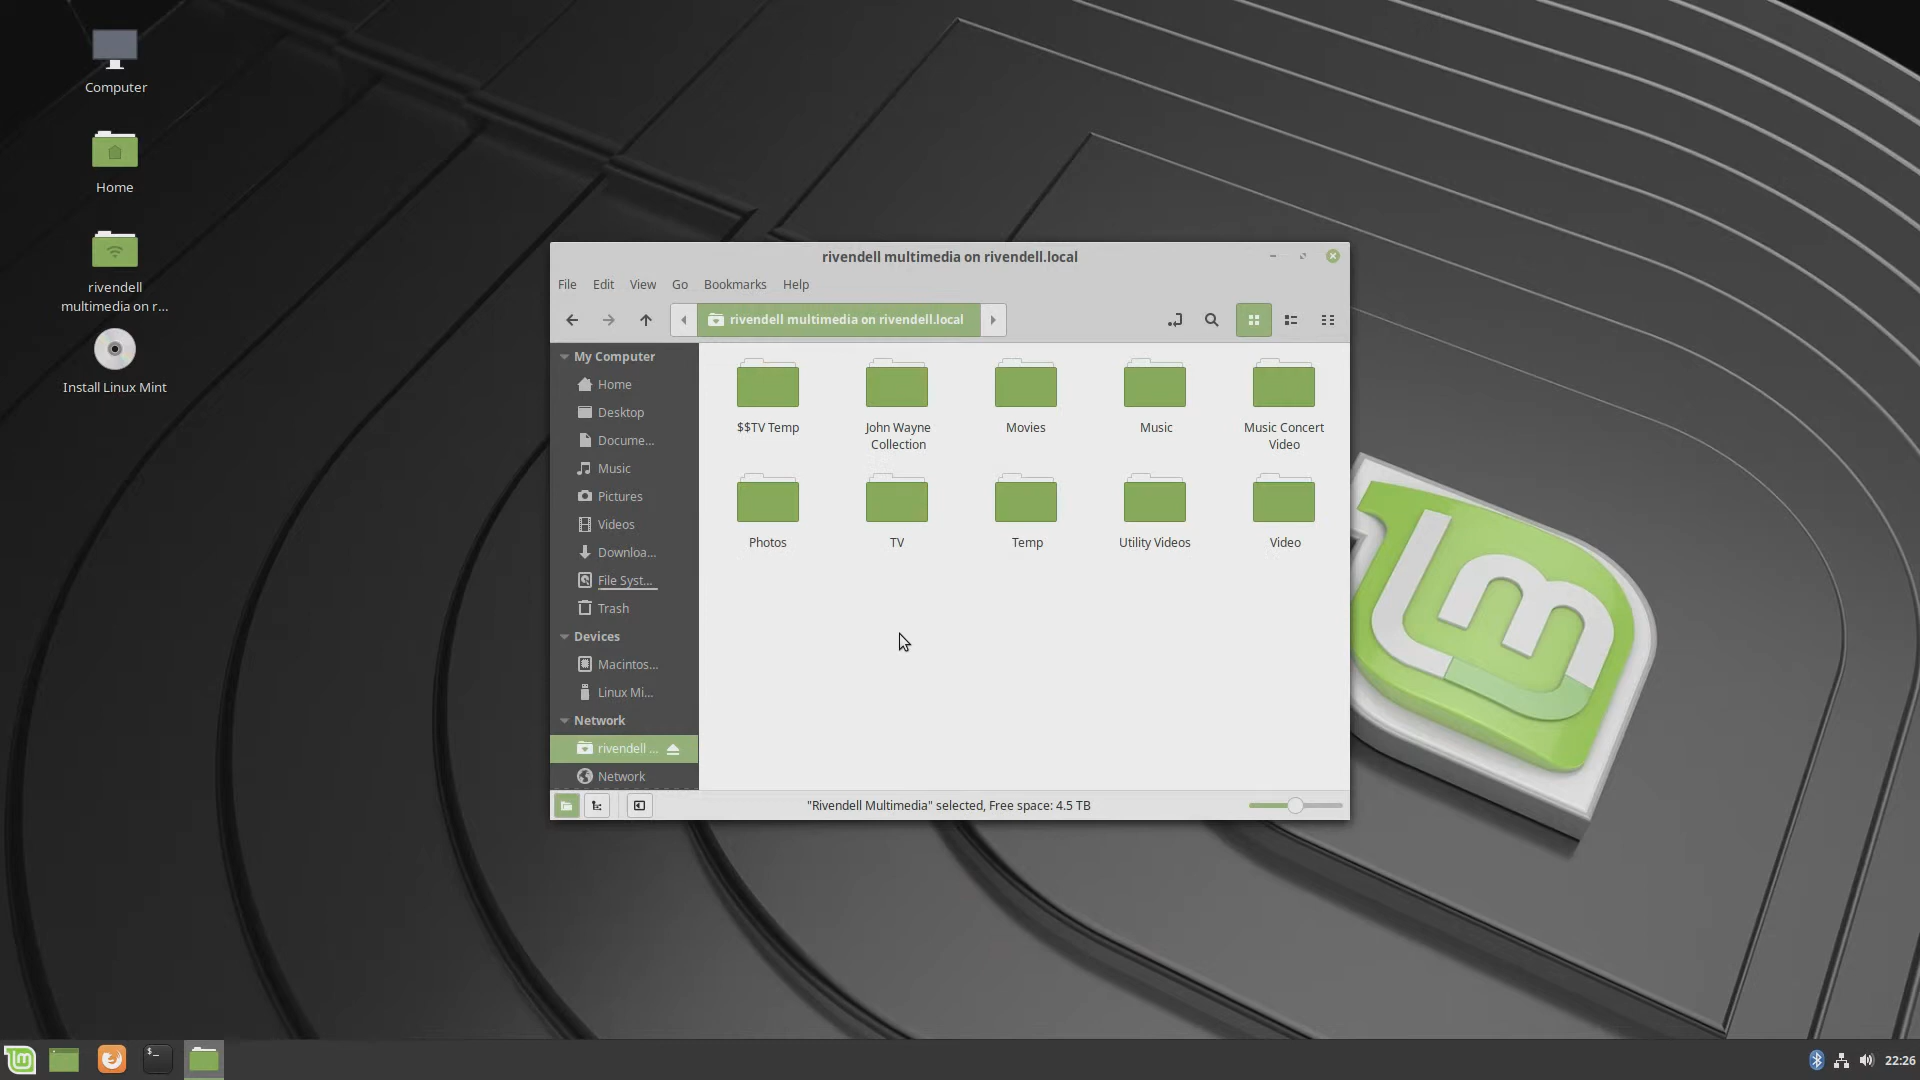 Computer
Home
rivendell
multimedia on r...
Install Linux Mint
rivendell multimedia on rivendell.local
File Edit View Go Bookmarks Help
rivendell multimedia on rivendell.local
My Computer
Home
Desktop
Docume...
Music
Pictures
Videos
Downloa...
File Syst...
Trash
Devices
Macintos...
Linux Mi...
Network
rivendell ...
Network
$$TV Temp
John Wayne
Collection
Movies
Music
Music Concert
Video
Photos
TV
Temp
Utility Videos
Video
"Rivendell Multimedia" selected, Free space: 4.5 TB
$_
22:26